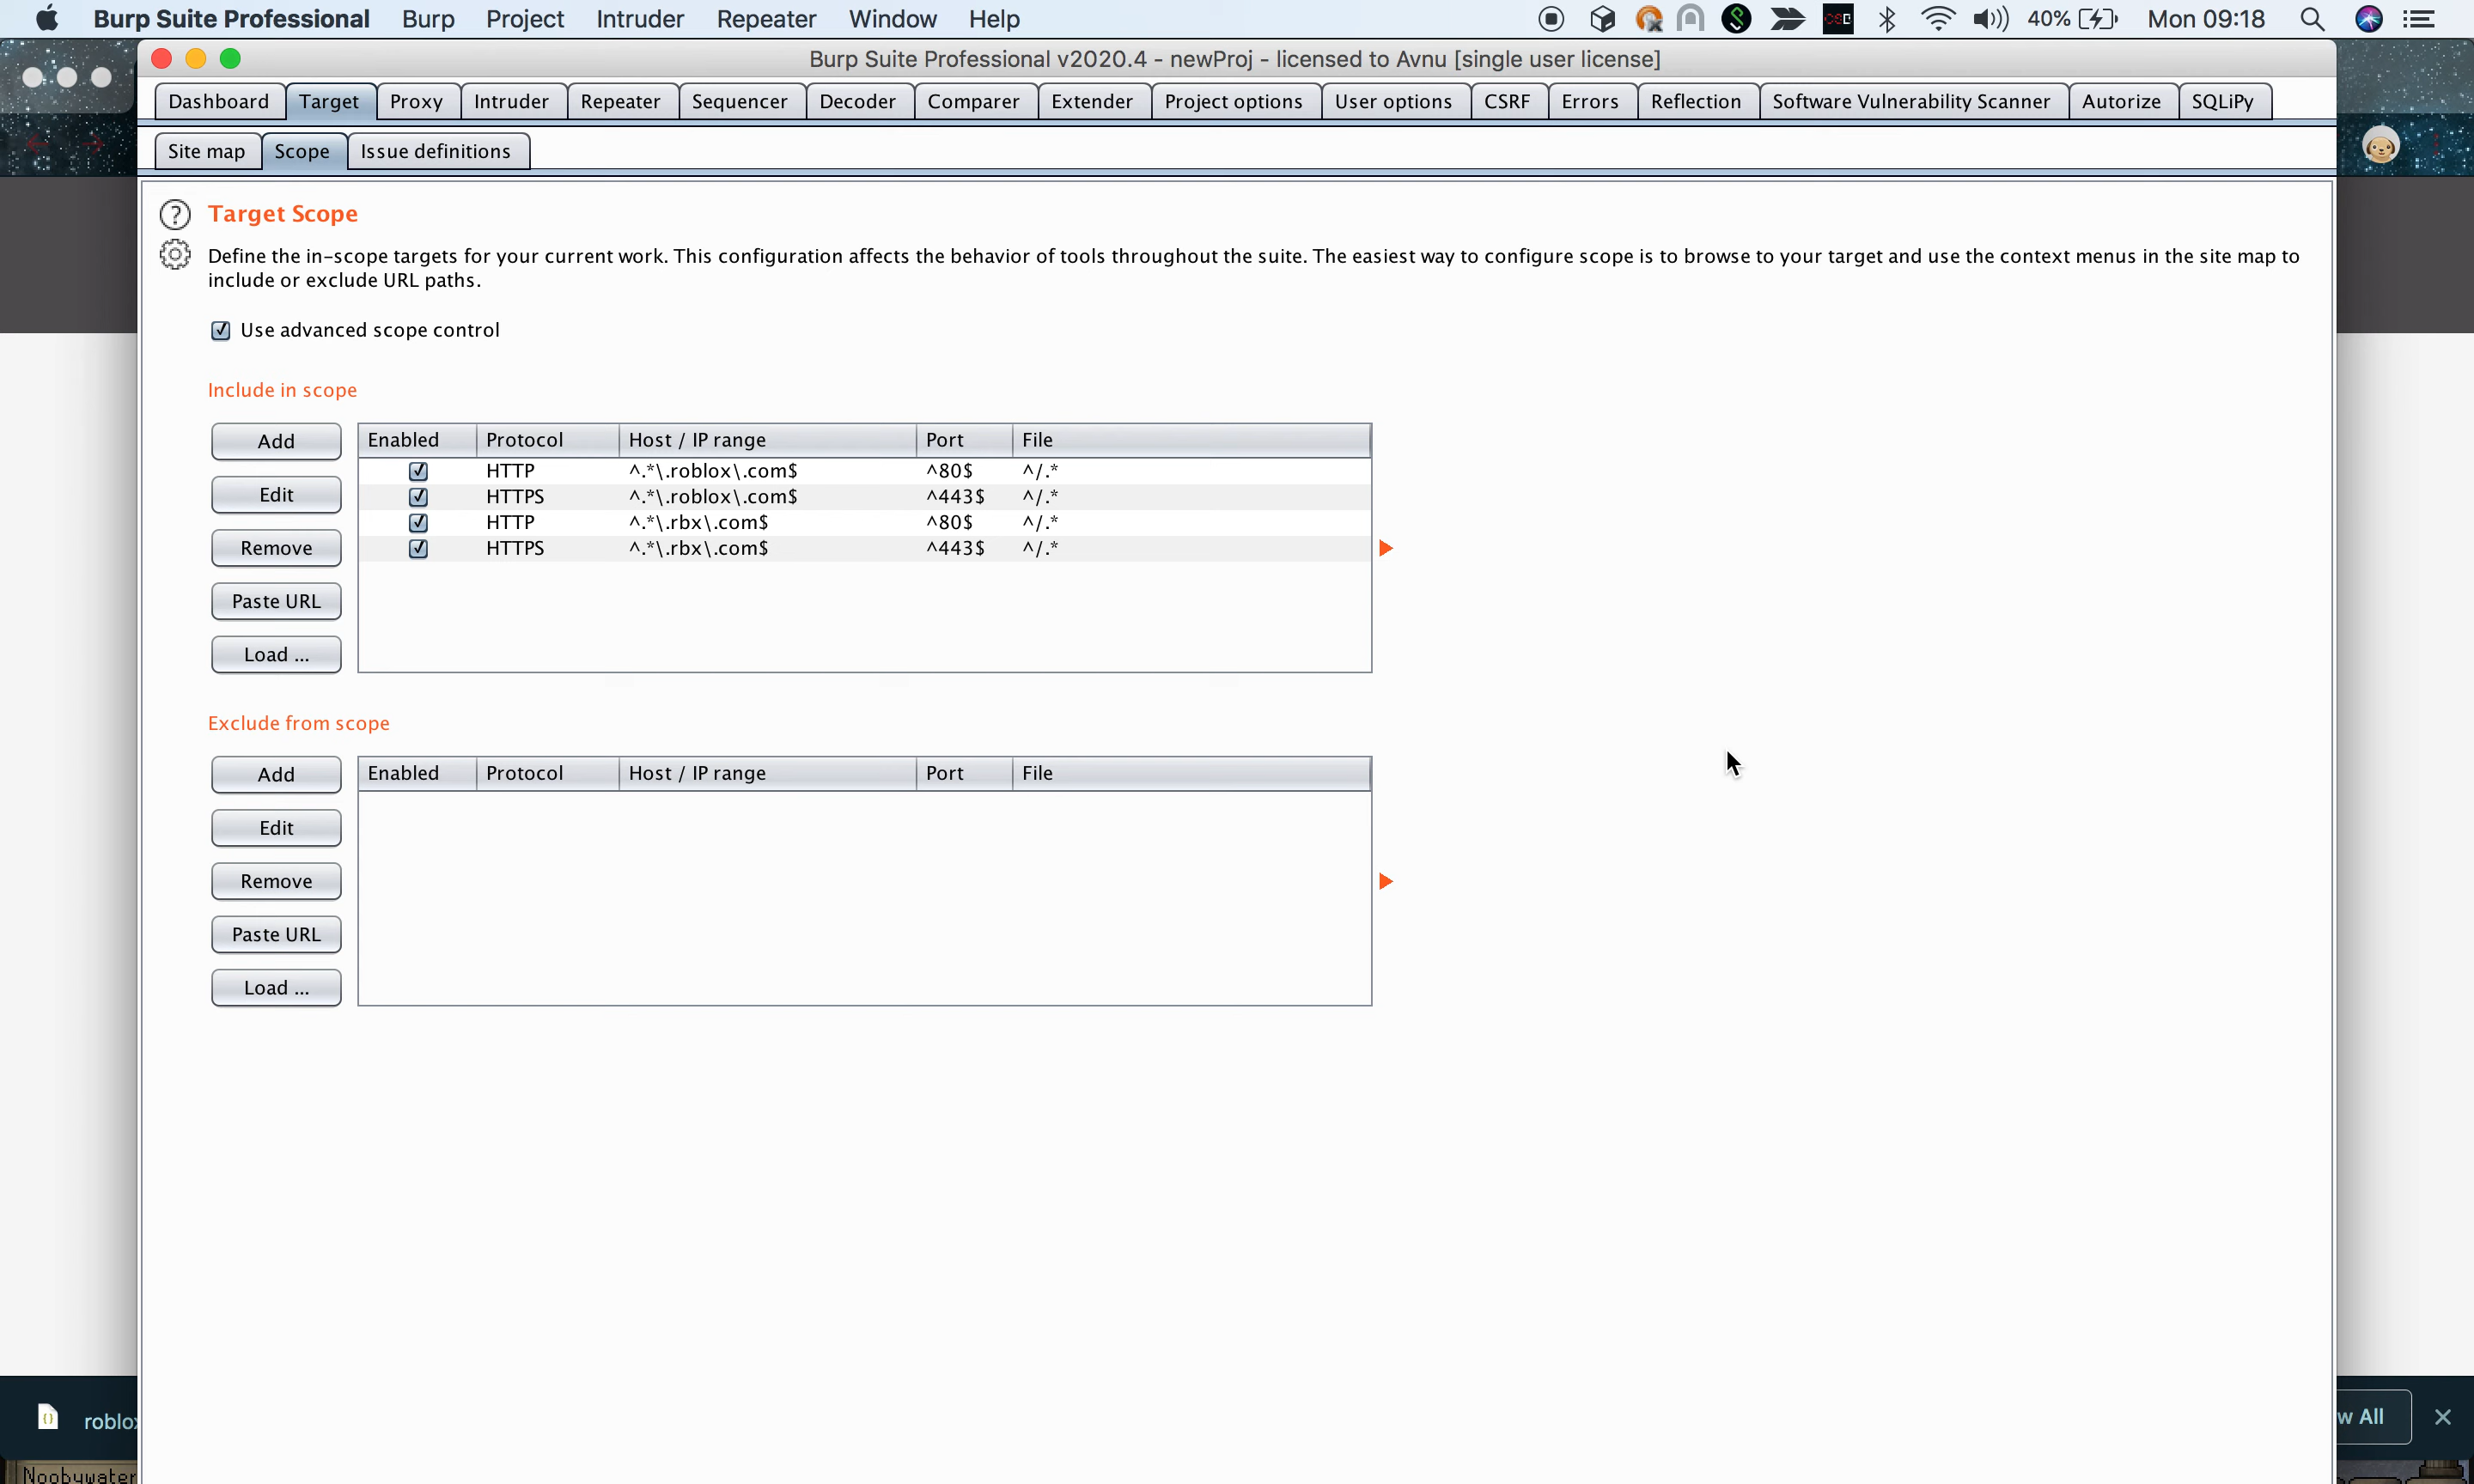 Burp Suite Professional Burp Project Intruder Repeater Window Help 40% Mon 09:18
Burp Suite Professional v2020.4 - newProj - licensed to Avnu [single user license]
Dashboard Target Proxy Intruder Repeater Sequencer Decoder Comparer Extender Project options User options CSRF Errors Reflection Software Vulnerability Scanner Autorize SQLiPy
Site map Scope Issue definitions
? Target Scope
Define the in-scope targets for your current work. This configuration affects the behavior of tools throughout the suite. The easiest way to configure scope is to browse to your target and use the context menus in the site map to
include or exclude URL paths.
Use advanced scope control
Include in scope
Add Enabled Protocol Host / IP range Port File
HTTP ^.*\.roblox\.com$ ^80$ ^/.*
Edit HTTPS ^.*\.roblox\.com$ ^443$ ^/.*
HTTP ^.*\.rbx\.com$ ^80$ ^/.*
Remove HTTPS ^.*\.rbx\.com$ ^443$ ^/.*
Paste URL
Load ...
Exclude from scope
Add Enabled Protocol Host / IP range Port File
Edit
Remove
Paste URL
Load ...
roblox w All
Noobywater